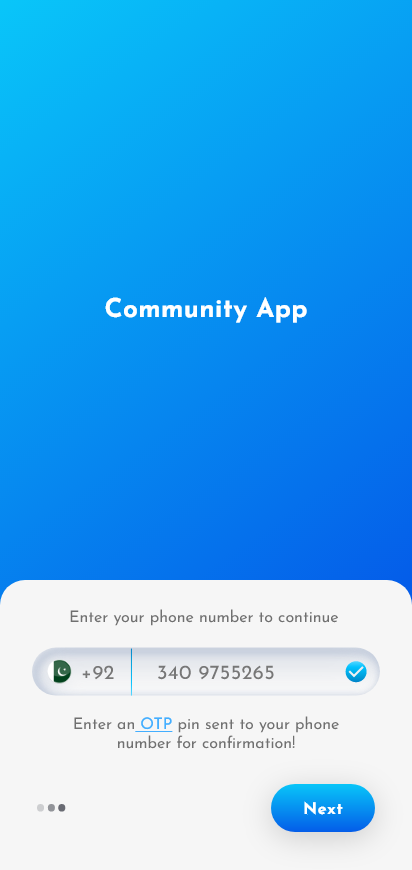 Community App
Enter your phone number to continue
+92 340 9755265
Enter an OTP pin sent to your phone
number for confirmation!
Next